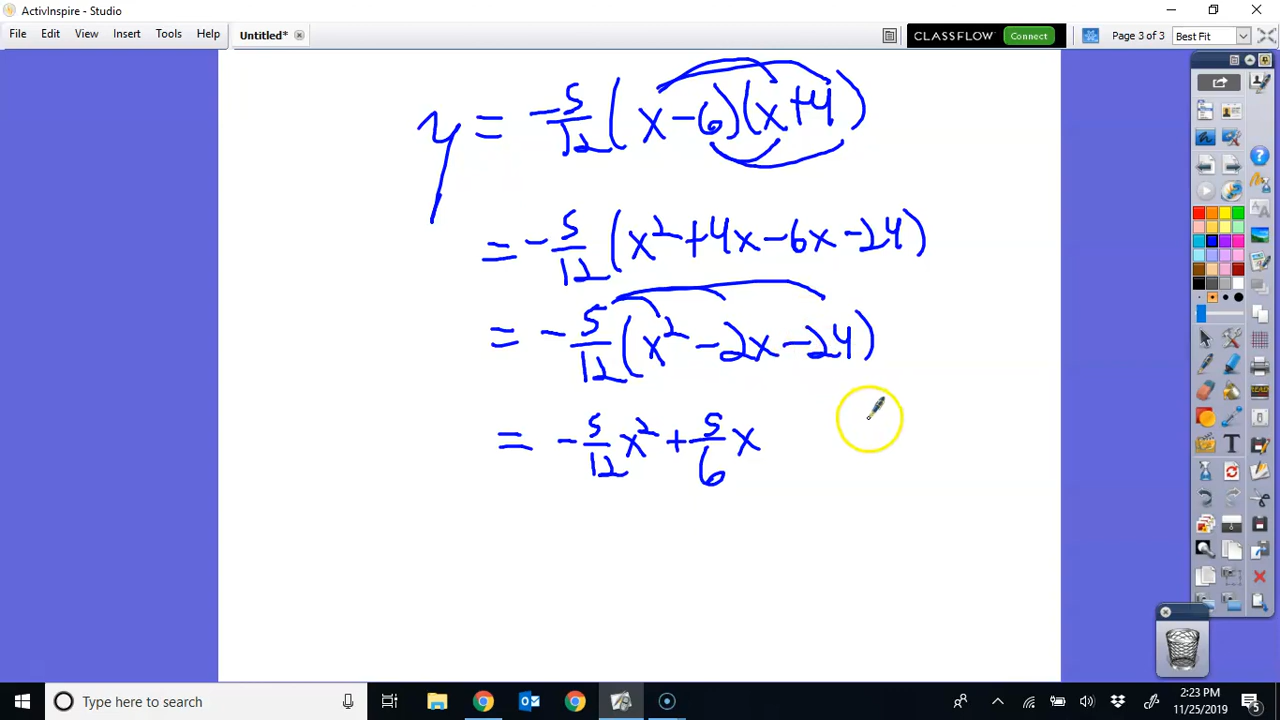 ActivInspire - Studio
File Edit View Insert Tools Help
Untitled*
CLASSFLOW Connect
Page 3 of 3
Best Fit
y = -5/12 (x-6)(x+4)
= -5/12 (x²+4x-6x-24)
= -5/12 (x²-2x-24)
= -5/12 x² + 5/6 x
Type here to search
2:23 PM
11/25/2019
5